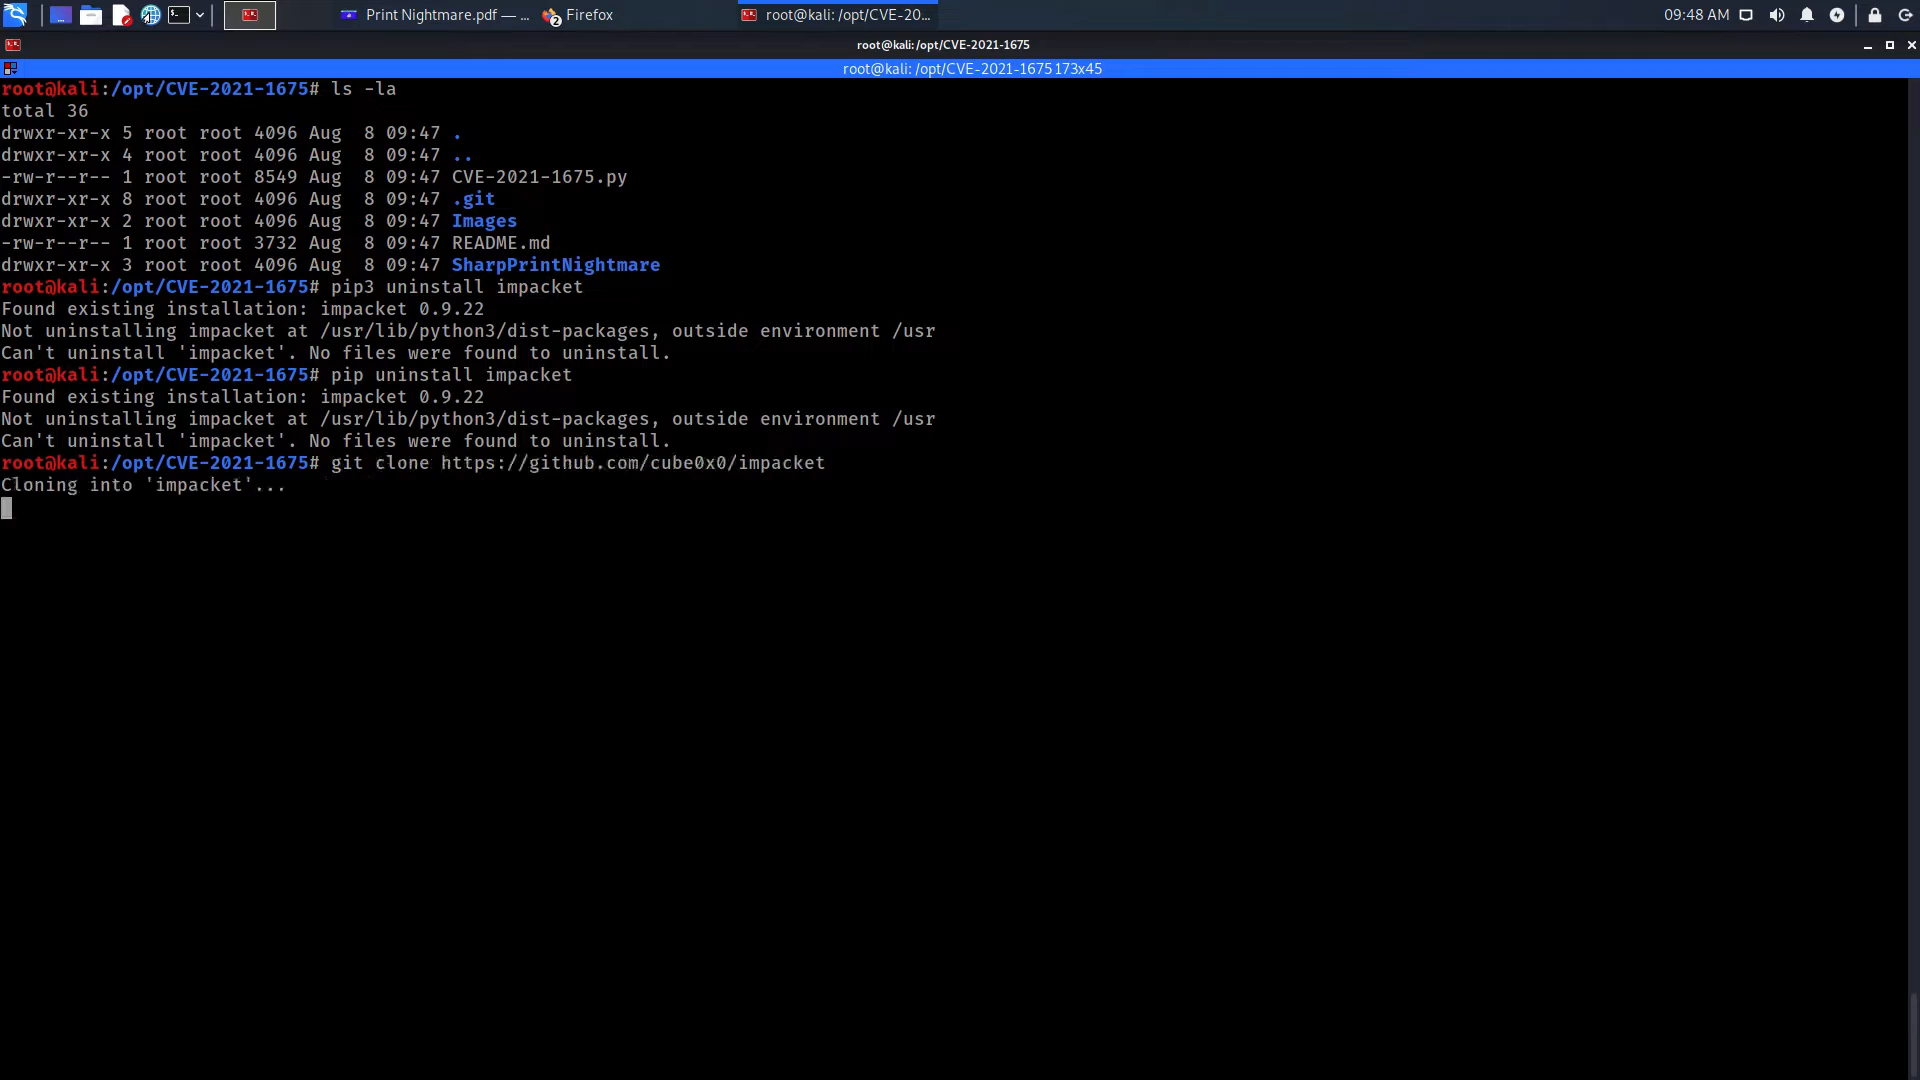 Print Nightmare.pdf — ...
2
Firefox
root@kali: /opt/CVE-20...
09:48 AM
root@kali: /opt/CVE-2021-1675
root@kali: /opt/CVE-2021-1675 173x45
root@kali:/opt/CVE-2021-1675# ls -la
total 36
drwxr-xr-x 5 root root 4096 Aug  8 09:47 .
drwxr-xr-x 4 root root 4096 Aug  8 09:47 ..
-rw-r--r-- 1 root root 8549 Aug  8 09:47 CVE-2021-1675.py
drwxr-xr-x 8 root root 4096 Aug  8 09:47 .git
drwxr-xr-x 2 root root 4096 Aug  8 09:47 Images
-rw-r--r-- 1 root root 3732 Aug  8 09:47 README.md
drwxr-xr-x 3 root root 4096 Aug  8 09:47 SharpPrintNightmare
root@kali:/opt/CVE-2021-1675# pip3 uninstall impacket
Found existing installation: impacket 0.9.22
Not uninstalling impacket at /usr/lib/python3/dist-packages, outside environment /usr
Can't uninstall 'impacket'. No files were found to uninstall.
root@kali:/opt/CVE-2021-1675# pip uninstall impacket
Found existing installation: impacket 0.9.22
Not uninstalling impacket at /usr/lib/python3/dist-packages, outside environment /usr
Can't uninstall 'impacket'. No files were found to uninstall.
root@kali:/opt/CVE-2021-1675# git clone https://github.com/cube0x0/impacket
Cloning into 'impacket'...